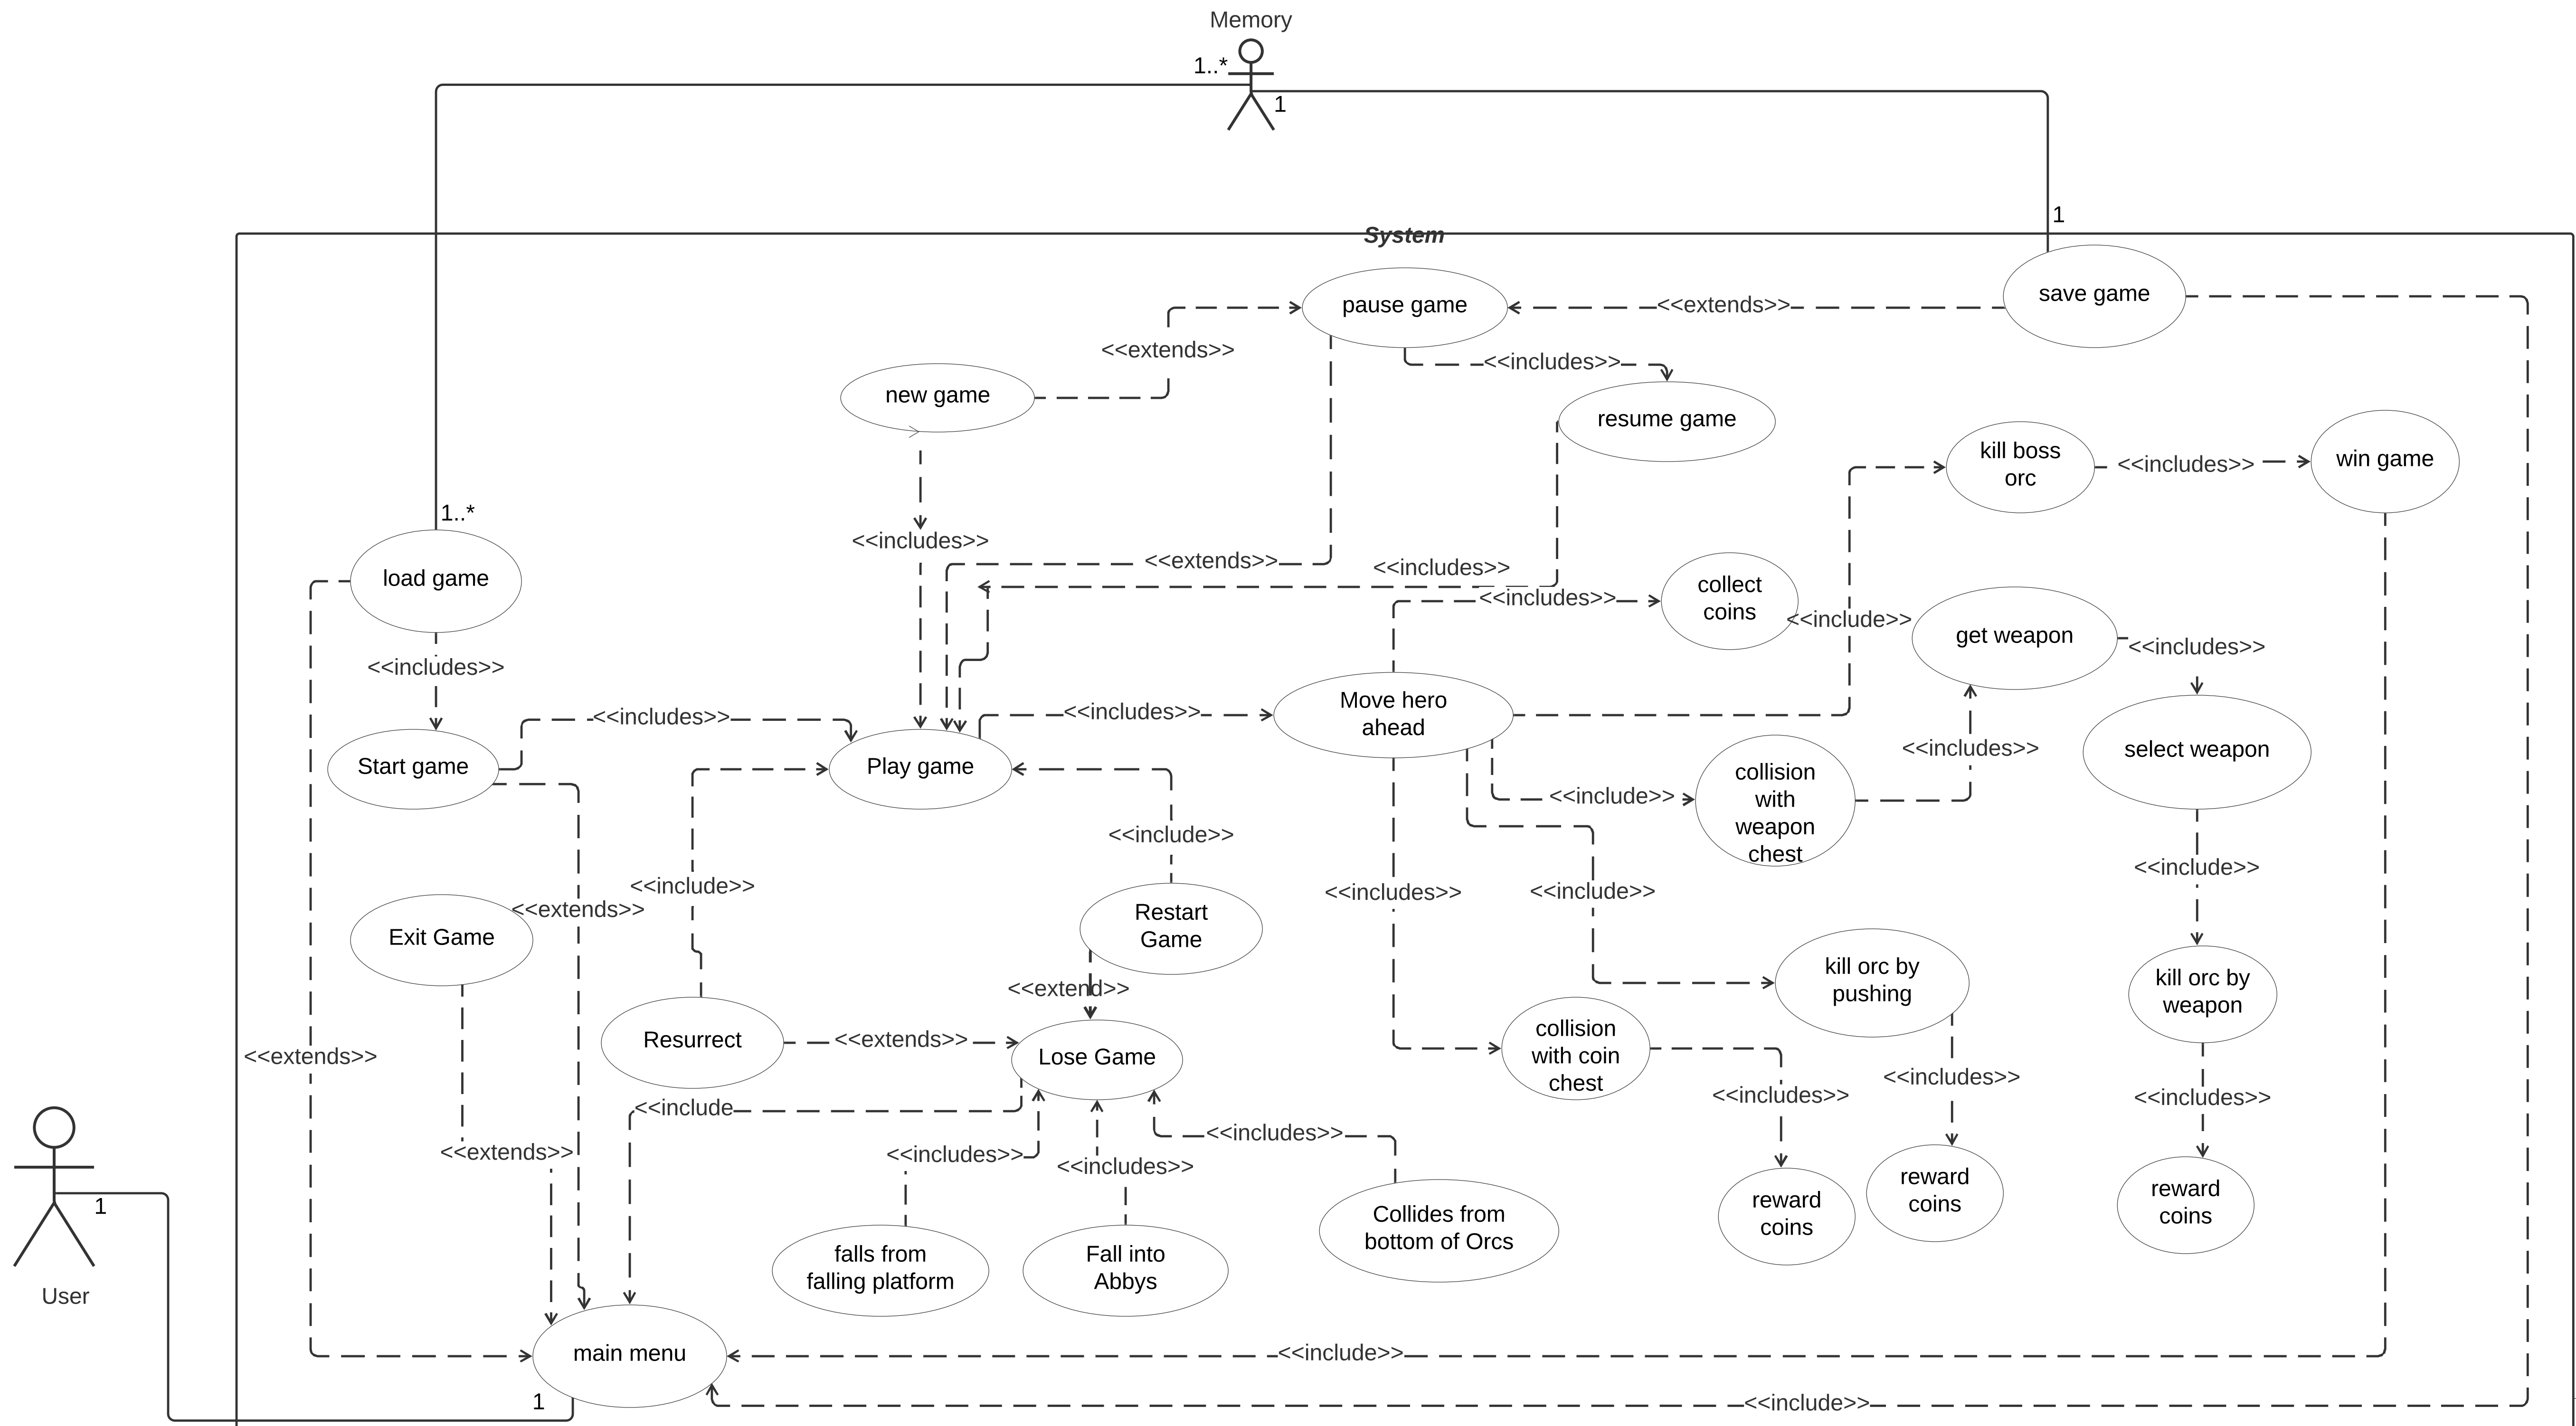 Memory
1..*
1
1
System
save game
pause game
<<extends>>
<<extends>>
<<includes>>
new game
resume game
kill boss
orc
<<includes>>
win game
1..*
<<includes>>
<<extends>>
<<includes>>
load game
collect
coins
<<includes>>
<<include>>
get weapon
<<includes>>
<<includes>>
<<includes>>
<<includes>>
Move hero
ahead
<<includes>>
select weapon
Start game
Play game
collision
with
weapon
chest
<<include>>
<<include>>
<<include>>
<<include>>
<<includes>>
<<include>>
<<extends>>
Exit Game
Restart
Game
kill orc by
pushing
kill orc by
weapon
<<extend>>
Resurrect
<<extends>>
Lose Game
collision
with coin
chest
<<extends>>
<<includes>>
<<includes>>
<<includes>>
<<include
<<includes>>
<<includes>>
<<includes>>
<<extends>>
reward
coins
reward
coins
reward
coins
1
Collides from
bottom of Orcs
falls from
falling platform
Fall into
Abbys
User
main menu
<<include>>
1
<<include>>